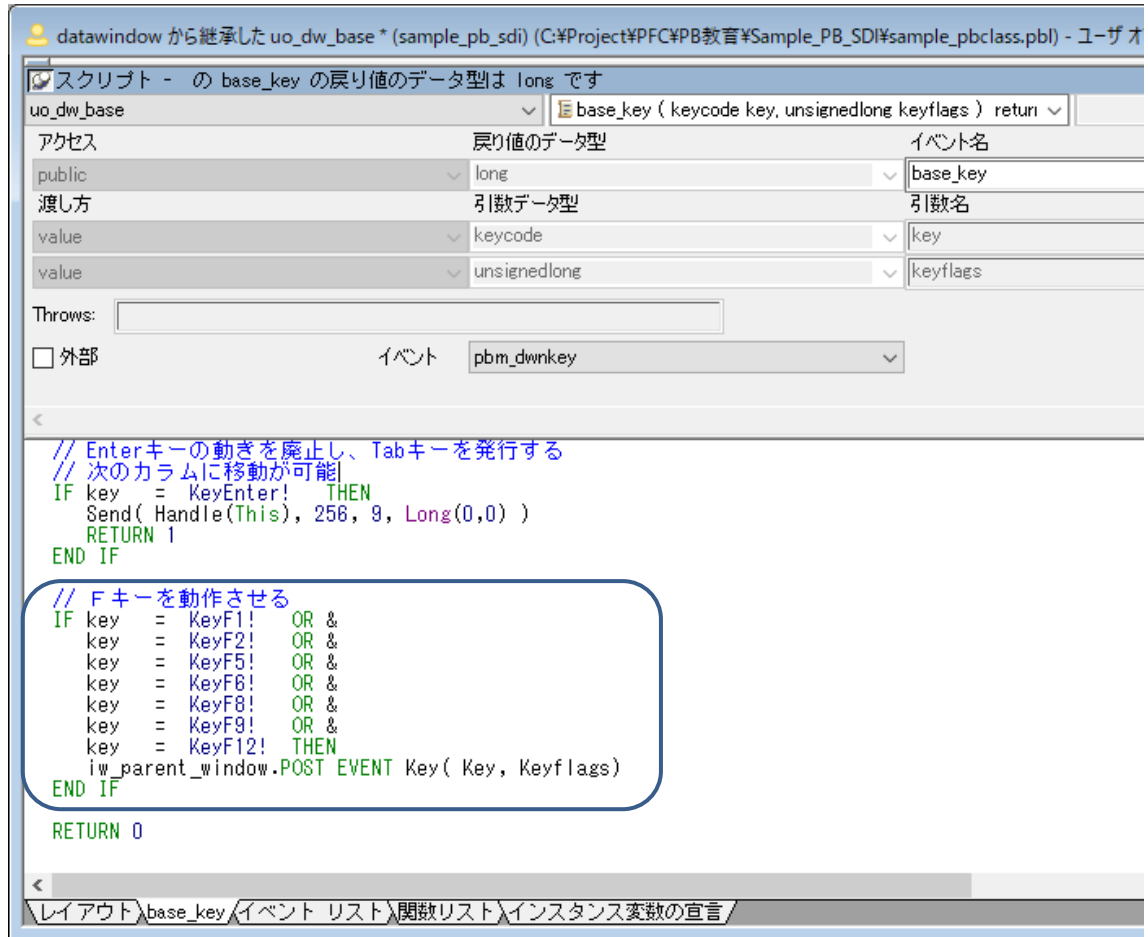 datawindow から継承した uo_dw_base * (sample_pb_sdi) (C:¥Project¥PFC¥PB教育¥Sample_PB_SDI¥sample_pbclass.pbl) - ユーザ オ
スクリプト -  の base_key の戻り値のデータ型は long です
uo_dw_base base_key ( keycode key, unsignedlong keyflags ) return
アクセス 戻り値のデータ型 イベント名
public long base_key
渡し方 引数データ型 引数名
value keycode key
value unsignedlong keyflags
Throws:
外部 イベント pbm_dwnkey
// Enterキーの動きを廃止し、Tabキーを発行する
// 次のカラムに移動が可能
IF key = KeyEnter! THEN
Send( Handle(This), 256, 9, Long(0,0) )
RETURN 1
END IF
// Ｆキーを動作させる
IF key = KeyF1! OR &
key = KeyF2! OR &
key = KeyF5! OR &
key = KeyF6! OR &
key = KeyF8! OR &
key = KeyF9! OR &
key = KeyF12! THEN
iw_parent_window.POST EVENT Key( Key, Keyflags)
END IF
RETURN 0
レイアウト base_key イベント リスト 関数リスト インスタンス変数の宣言